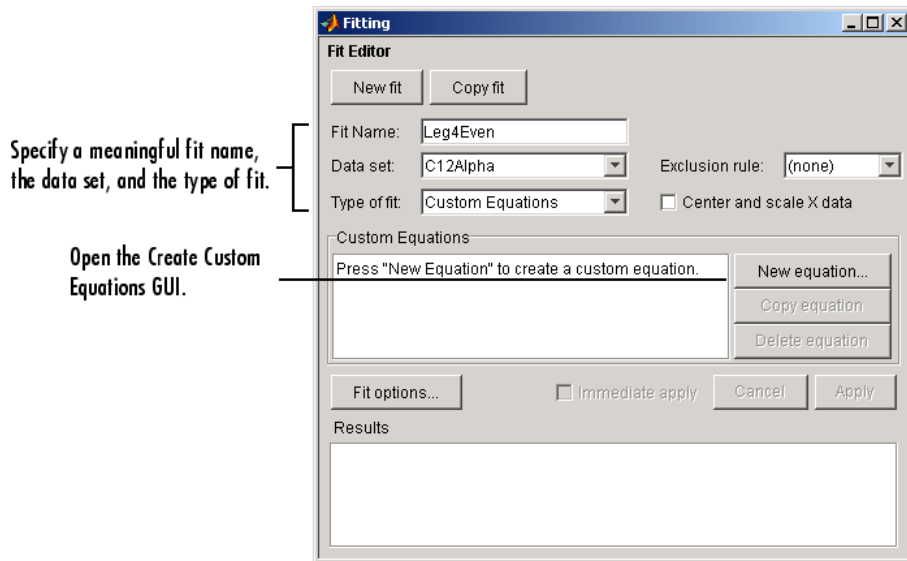 Fitting
Fit Editor
New fit
Copy fit
Specify a meaningful fit name,
the data set, and the type of fit.
Fit Name:
Leg4Even
Data set:
C12Alpha
Exclusion rule:
(none)
Type of fit:
Custom Equations
Center and scale X data
Open the Create Custom
Equations GUI.
Custom Equations
Press "New Equation" to create a custom equation.
New equation...
Copy equation
Delete equation
Fit options...
Immediate apply
Cancel
Apply
Results